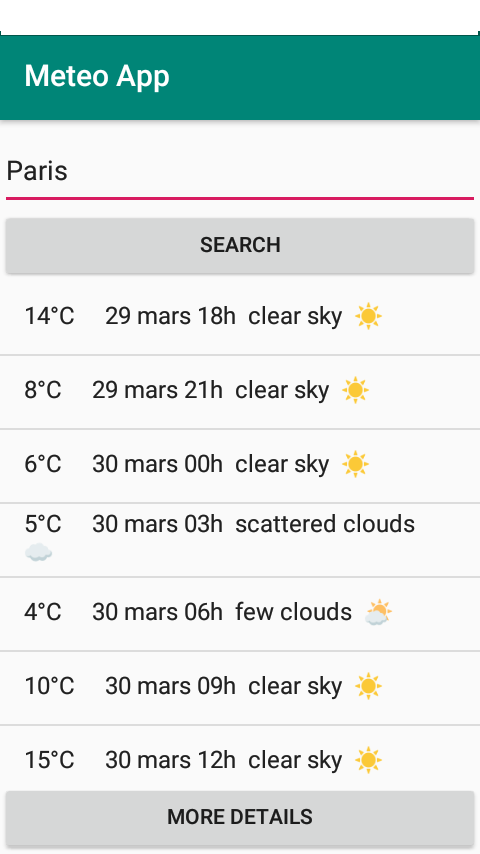 Meteo App
Paris
SEARCH
14°C 29 mars 18h clear sky ☀️
8°C 29 mars 21h clear sky ☀️
6°C 30 mars 00h clear sky ☀️
5°C 30 mars 03h scattered clouds
☁️
4°C 30 mars 06h few clouds 🌥️
10°C 30 mars 09h clear sky ☀️
15°C 30 mars 12h clear sky ☀️
MORE DETAILS